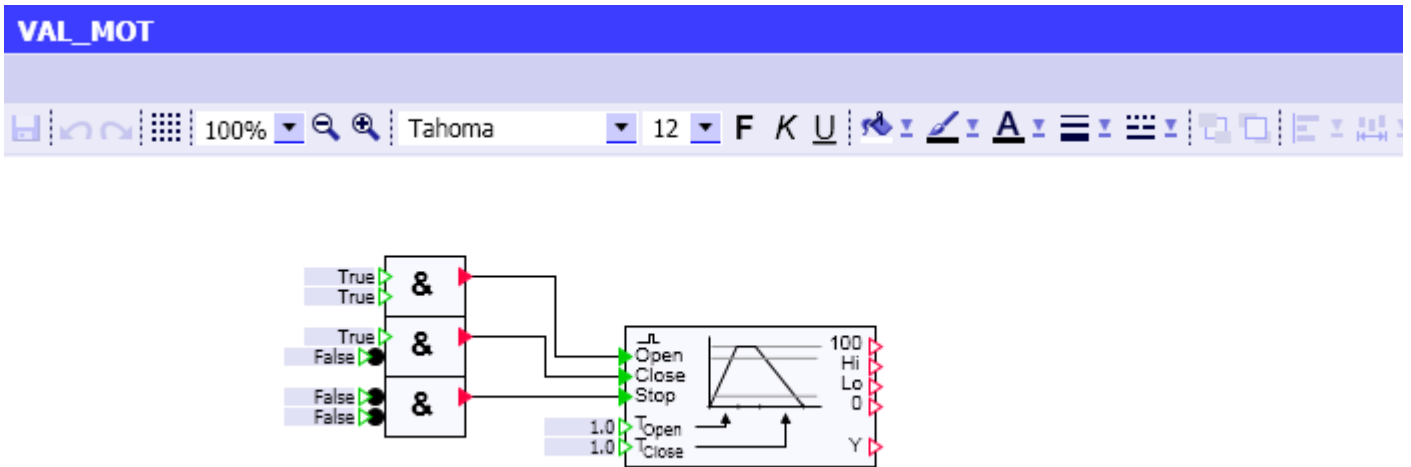 VAL_MOT
100% Tahoma 12 F K U A
True
True
&
True
False
&
False
False
&
Open
Close
Stop
1.0 TOpen
1.0 TClose
100
Hi
Lo
0
Y